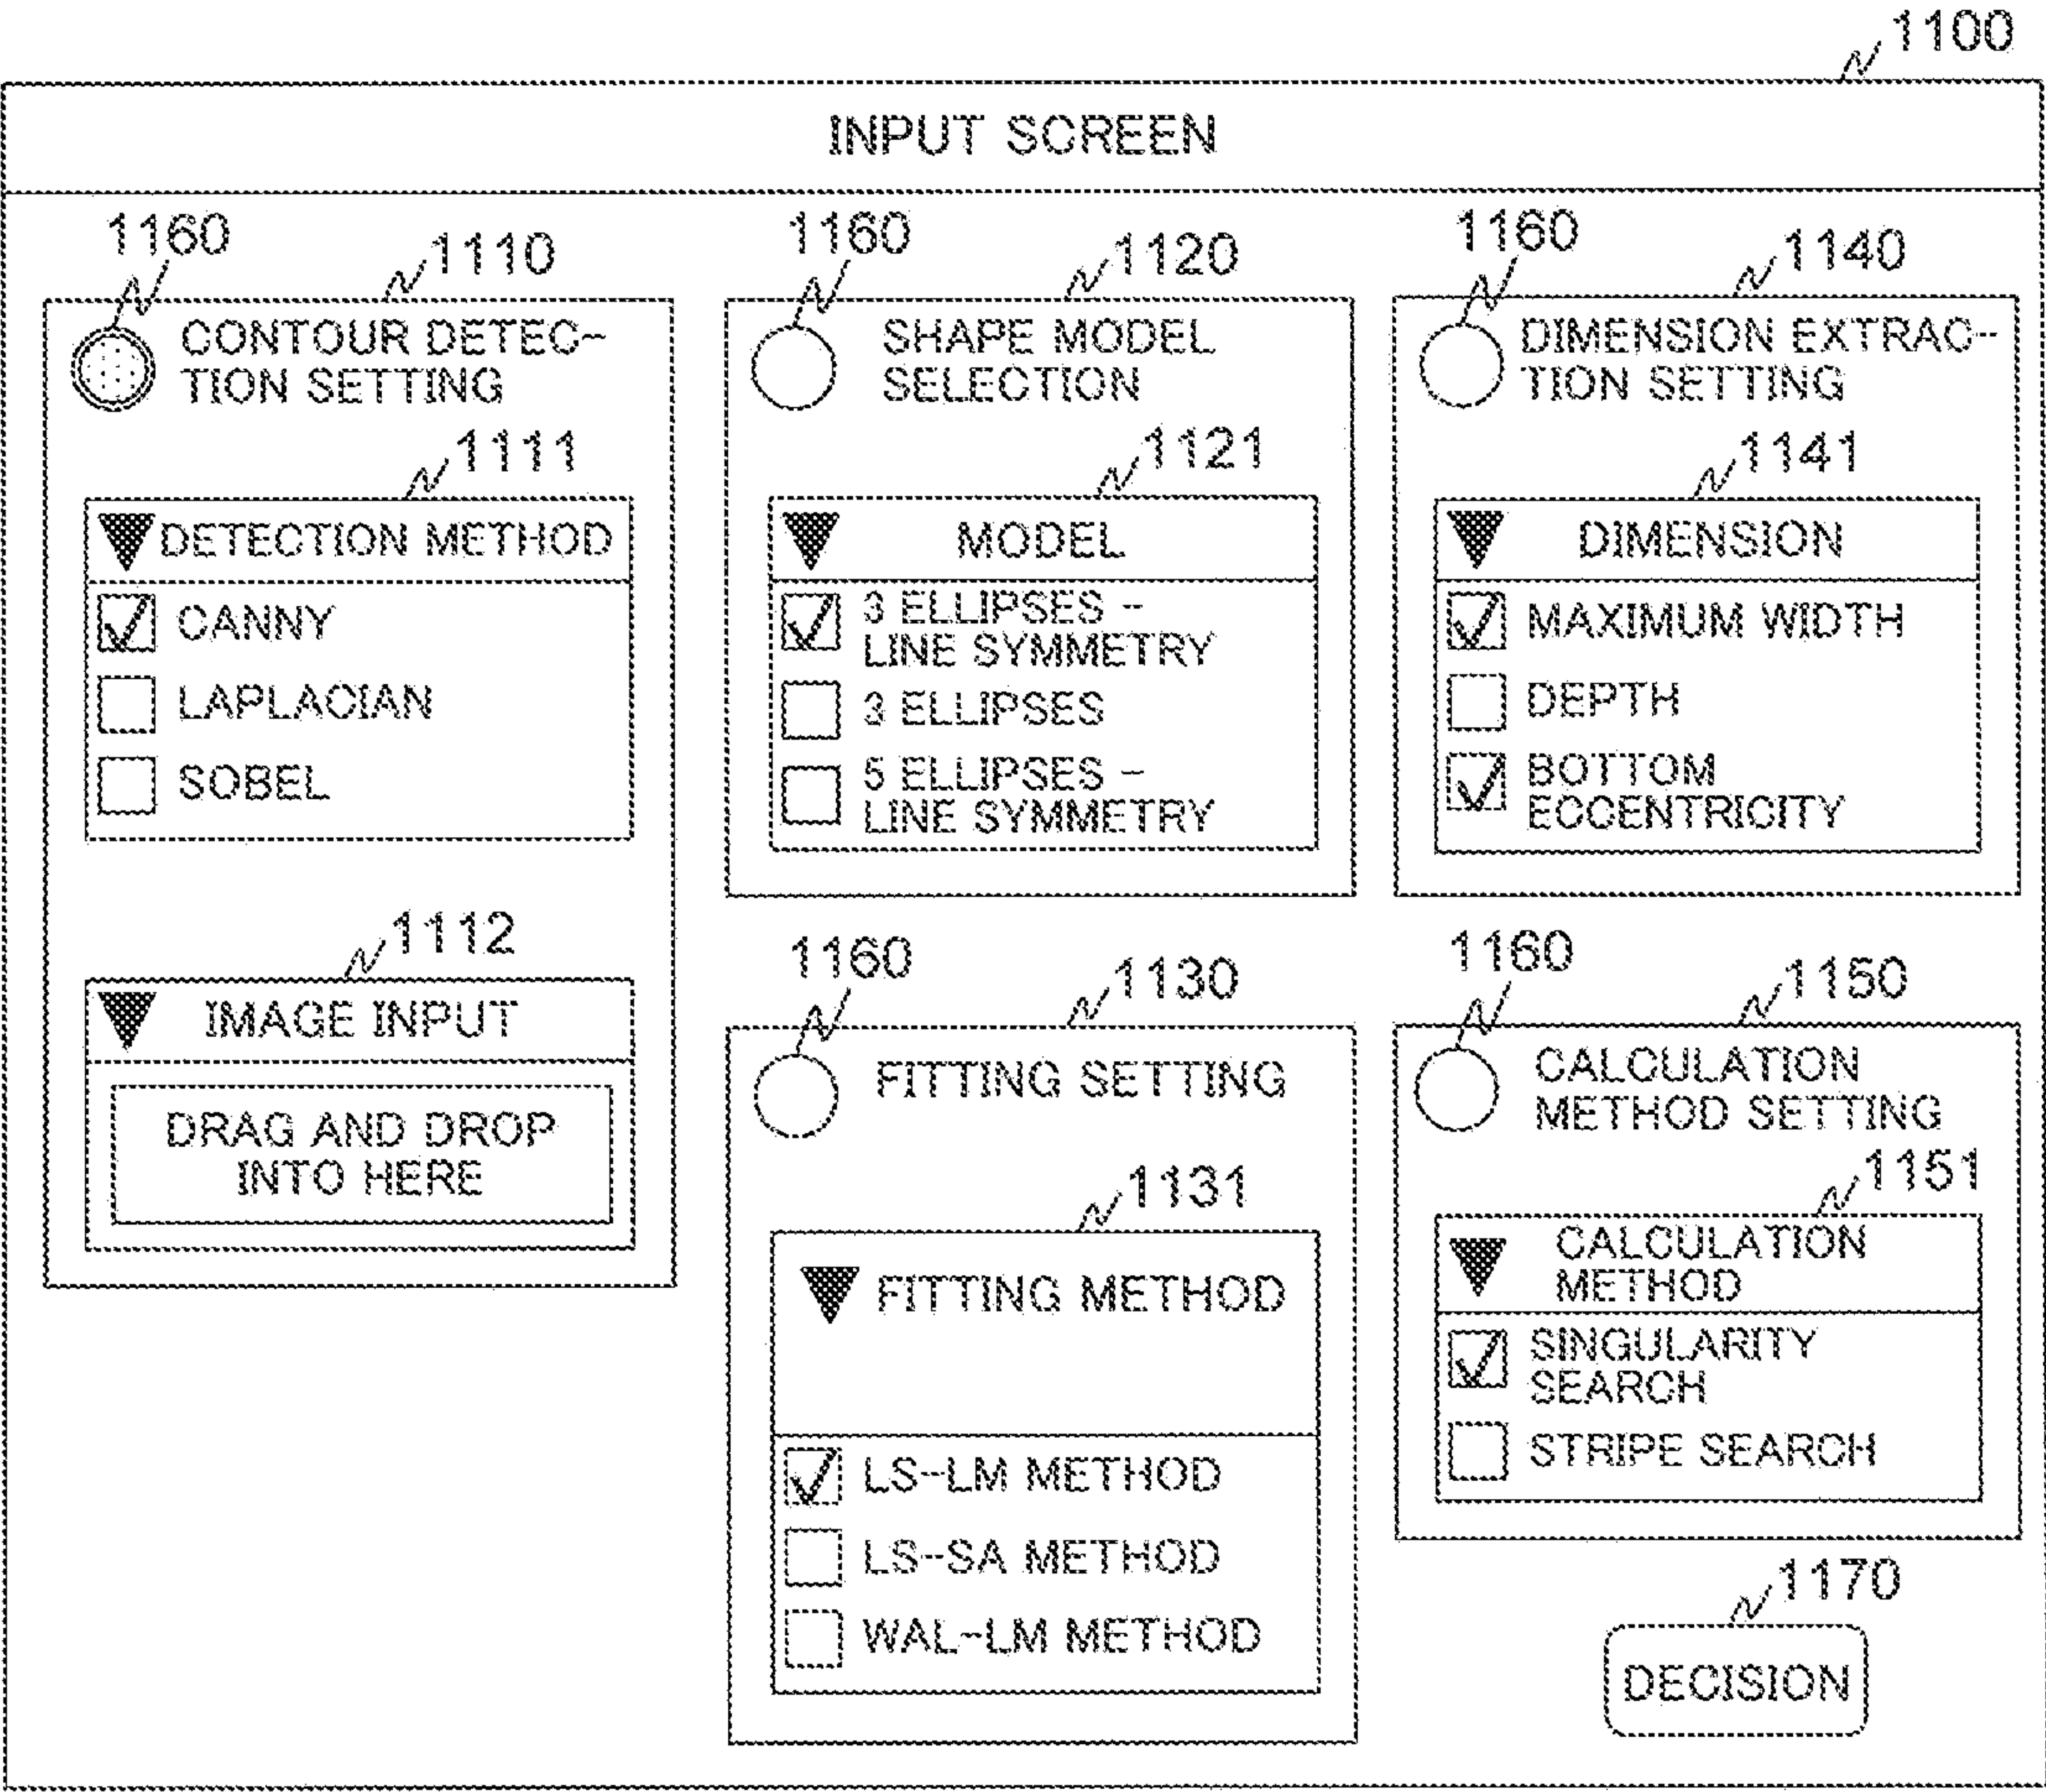 1100
INPUT SCREEN
1160
1110
CONTOUR DETEC-
TION SETTING
1111
DETECTION METHOD
CANNY
LAPLACIAN
SOBEL
1112
IMAGE INPUT
DRAG AND DROP
INTO HERE
1160
1120
SHAPE MODEL
SELECTION
1121
MODEL
3 ELLIPSES -
LINE SYMMETRY
3 ELLIPSES
5 ELLIPSES -
LINE SYMMETRY
1160
1130
FITTING SETTING
1131
FITTING METHOD
LS-LM METHOD
LS-SA METHOD
WAL-LM METHOD
1160
1140
DIMENSION EXTRAC-
TION SETTING
1141
DIMENSION
MAXIMUM WIDTH
DEPTH
BOTTOM
ECCENTRICITY
1160
1150
CALCULATION
METHOD SETTING
1151
CALCULATION
METHOD
SINGULARITY
SEARCH
STRIPE SEARCH
1170
DECISION